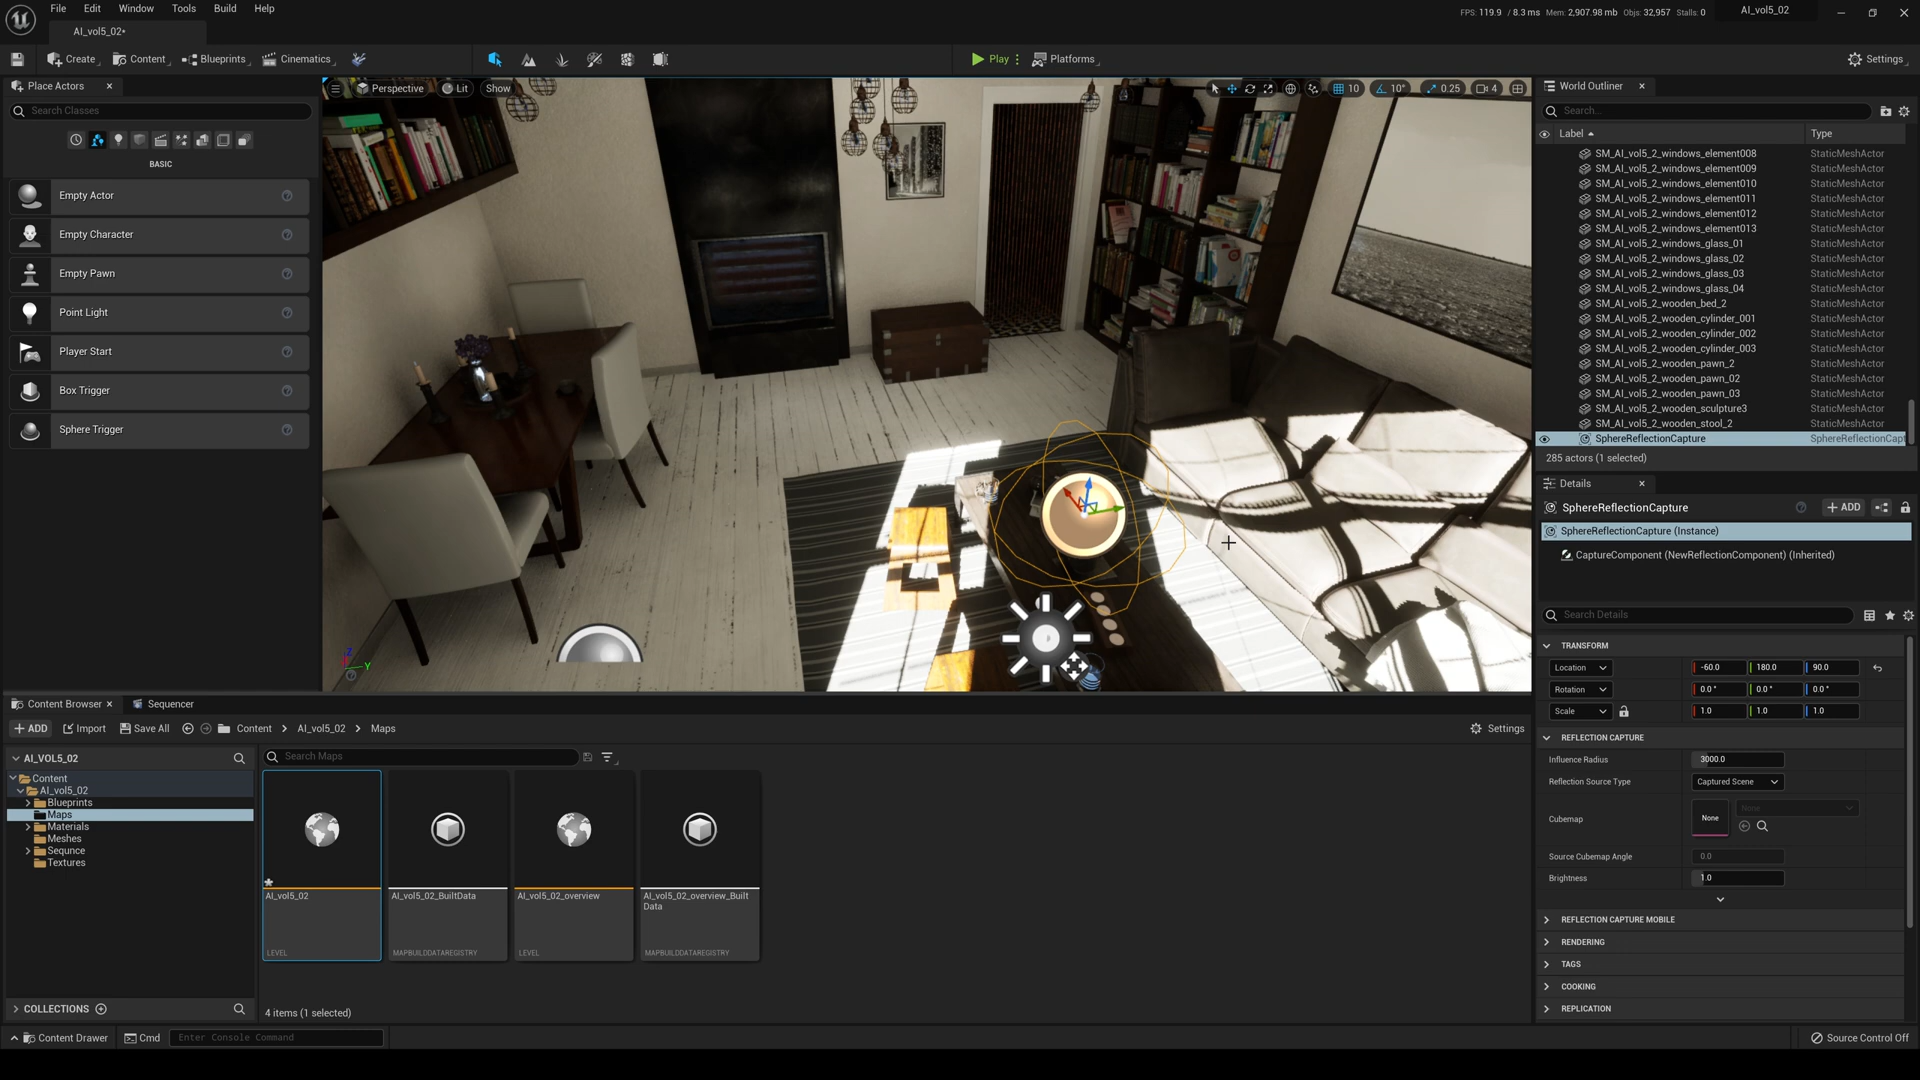 File Edit Window Tools Build Help
FPS: 119.9 / 8.3 ms Mem: 2,907.98 mb Objs: 32,957 Stalls: 0
AI_vol5_02
AI_vol5_02*
Create
Content
Blueprints
Cinematics
Play
Platforms
Settings
Place Actors
Search Classes
BASIC
Empty Actor
Empty Character
Empty Pawn
Point Light
Player Start
Box Trigger
Sphere Trigger
Perspective
Lit
Show
10
10°
0.25
4
Z
Y
World Outliner
Search...
Label Type
SM_AI_vol5_2_windows_element008 StaticMeshActor
SM_AI_vol5_2_windows_element009 StaticMeshActor
SM_AI_vol5_2_windows_element010 StaticMeshActor
SM_AI_vol5_2_windows_element011 StaticMeshActor
SM_AI_vol5_2_windows_element012 StaticMeshActor
SM_AI_vol5_2_windows_element013 StaticMeshActor
SM_AI_vol5_2_windows_glass_01 StaticMeshActor
SM_AI_vol5_2_windows_glass_02 StaticMeshActor
SM_AI_vol5_2_windows_glass_03 StaticMeshActor
SM_AI_vol5_2_windows_glass_04 StaticMeshActor
SM_AI_vol5_2_wooden_bed_2 StaticMeshActor
SM_AI_vol5_2_wooden_cylinder_001 StaticMeshActor
SM_AI_vol5_2_wooden_cylinder_002 StaticMeshActor
SM_AI_vol5_2_wooden_cylinder_003 StaticMeshActor
SM_AI_vol5_2_wooden_pawn_2 StaticMeshActor
SM_AI_vol5_2_wooden_pawn_02 StaticMeshActor
SM_AI_vol5_2_wooden_pawn_03 StaticMeshActor
SM_AI_vol5_2_wooden_sculpture3 StaticMeshActor
SM_AI_vol5_2_wooden_stool_2 StaticMeshActor
SphereReflectionCapture SphereReflectionCapt
285 actors (1 selected)
Details
SphereReflectionCapture
ADD
SphereReflectionCapture (Instance)
CaptureComponent (NewReflectionComponent) (Inherited)
Search Details
TRANSFORM
Location -60.0 180.0 90.0
Rotation 0.0° 0.0° 0.0°
Scale 1.0 1.0 1.0
REFLECTION CAPTURE
Influence Radius 3000.0
Reflection Source Type Captured Scene
Cubemap None None
Source Cubemap Angle 0.0
Brightness 1.0
REFLECTION CAPTURE MOBILE
RENDERING
TAGS
COOKING
REPLICATION
Content Browser
Sequencer
ADD
Import
Save All
Content
AI_vol5_02
Maps
Settings
AI_VOL5_02
Search Maps
Content
AI_vol5_02
Blueprints
Maps
Materials
Meshes
Sequnce
Textures
AI_vol5_02
LEVEL
AI_vol5_02_BuiltData
MAPBUILDDATAREGISTRY
AI_vol5_02_overview
LEVEL
AI_vol5_02_overview_Built
Data
MAPBUILDDATAREGISTRY
COLLECTIONS
4 items (1 selected)
Content Drawer
Cmd
Enter Console Command
Source Control Off